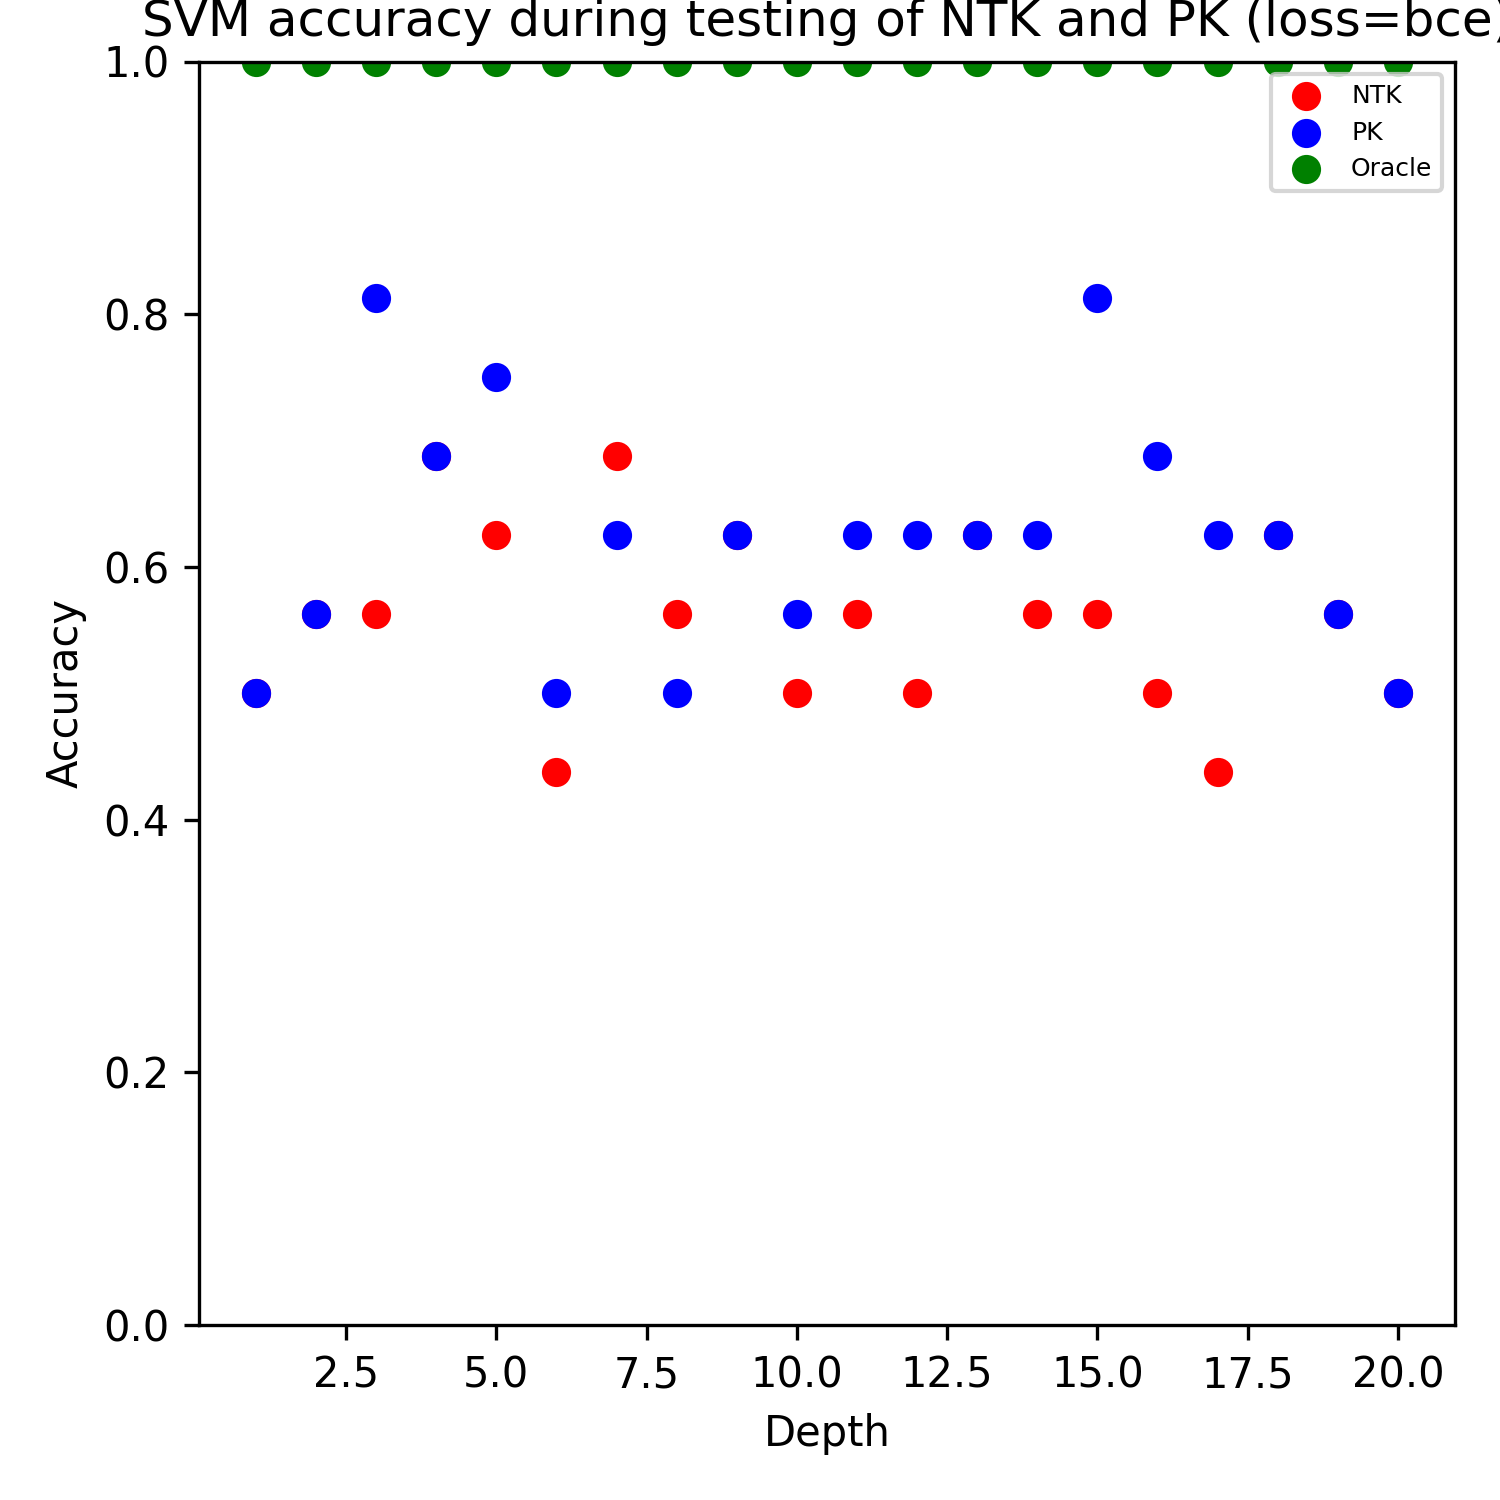 SVM accuracy during testing of NTK and PK (loss=bce)
1.0
0.8
0.6
0.4
0.2
0.0
Accuracy
NTK
PK
Oracle
2.5 5.0 7.5 10.0 12.5 15.0 17.5 20.0
Depth